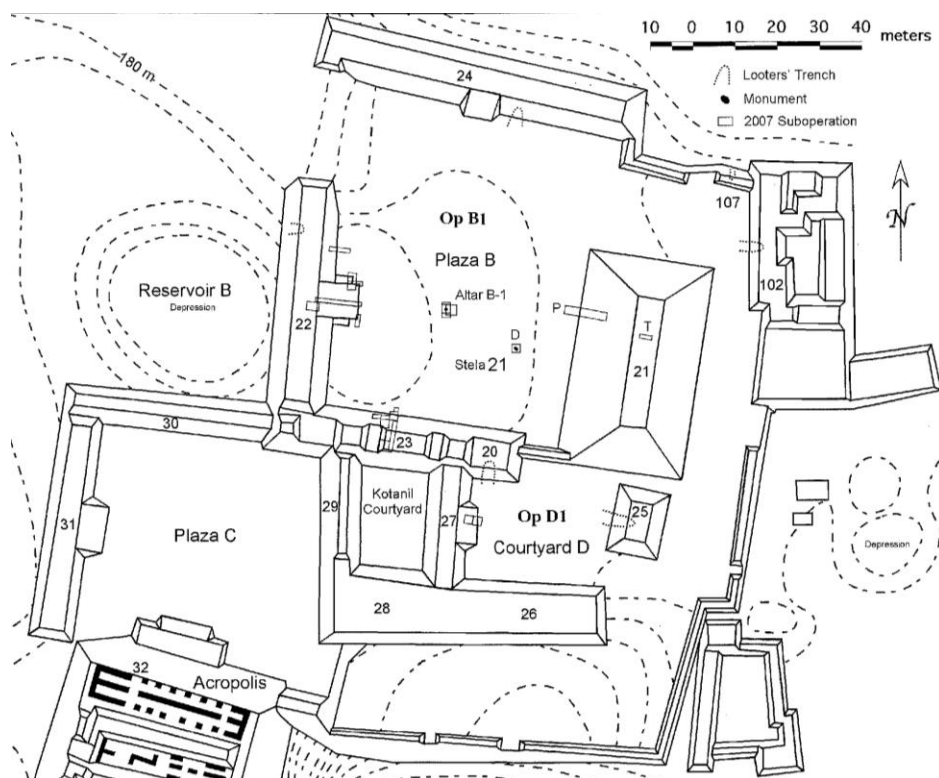 10 0 10 20 30 40 meters
Looters' Trench
Monument
2007 Suboperation
N
180 m
24
107
102
Op B1
Plaza B
Altar B-1
D
Stela 21
P
T
21
Reservoir B
Depression
22
30
23
20
31
Plaza C
29
Kotanil
Courtyard
27
Op D1
Courtyard D
25
Depression
28
26
32
Acropolis